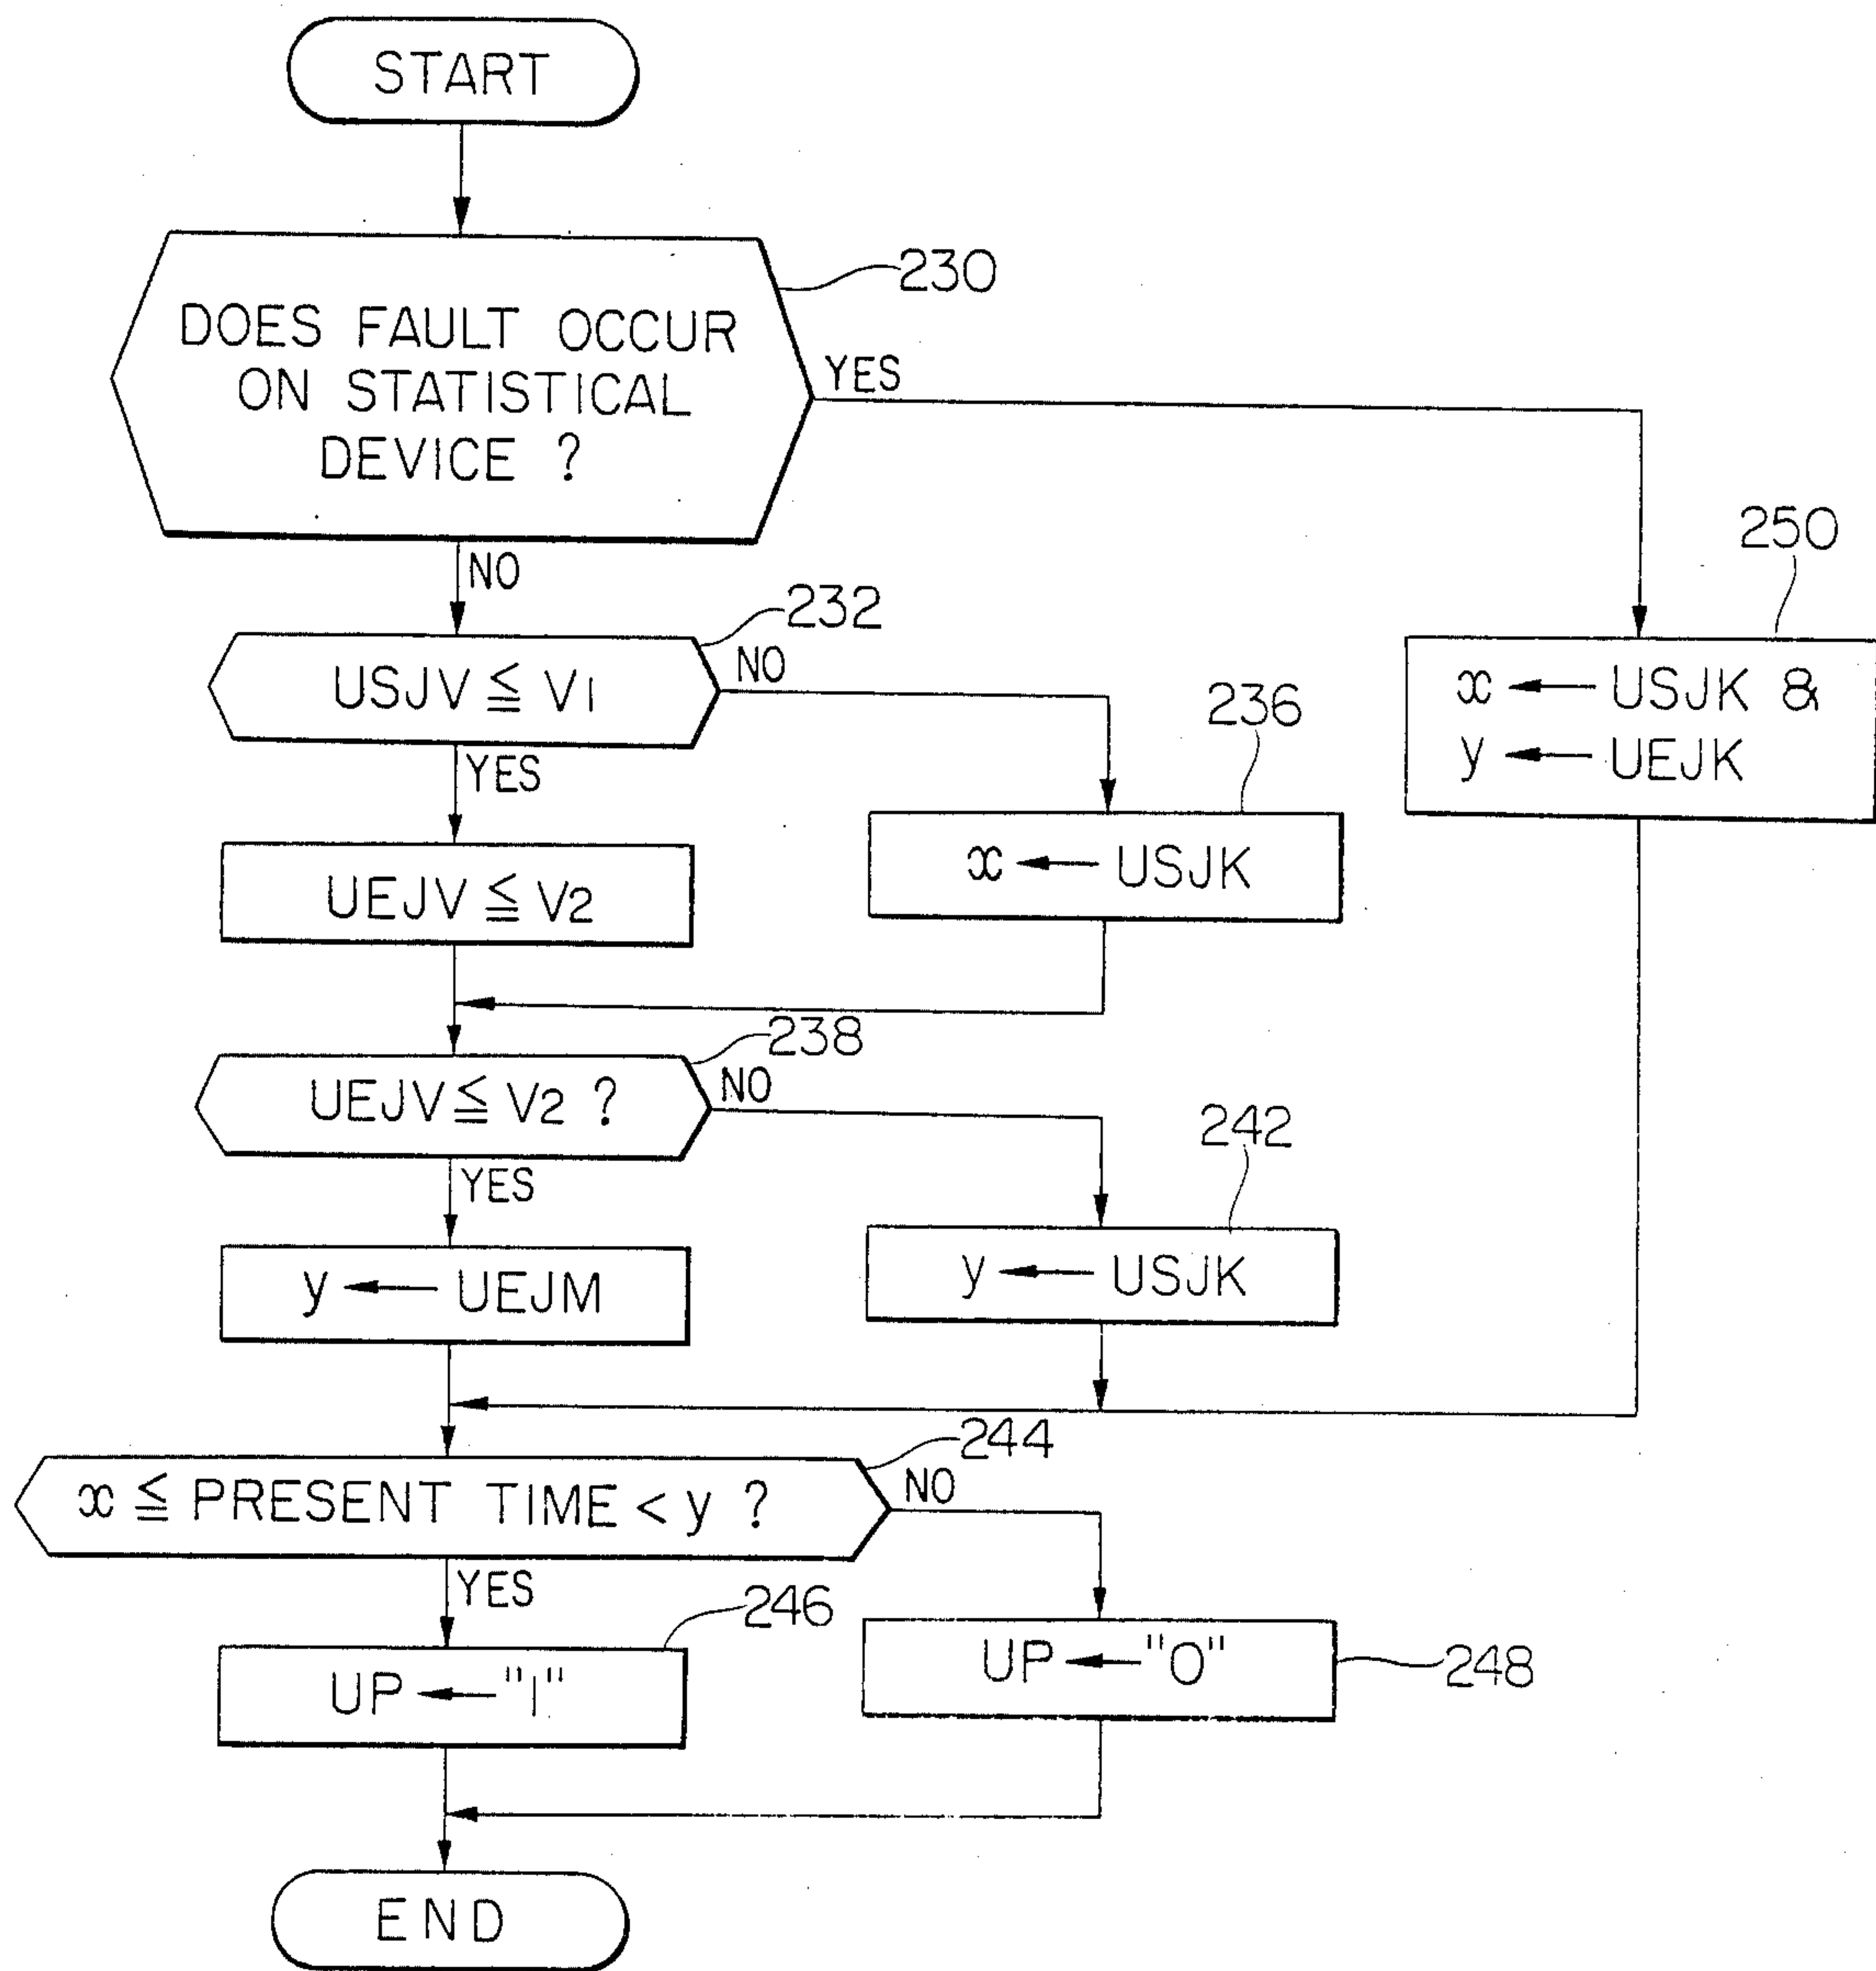 START
230
DOES FAULT OCCUR
ON STATISTICAL
DEVICE ?
YES
NO
250
x ← USJK &
y ← UEJK
232
USJV ≦ V1
NO
YES
236
x ← USJK
UEJV ≦ V2
238
UEJV ≦ V2 ?
NO
YES
242
y ← USJK
y ← UEJM
244
x ≦ PRESENT TIME < y ?
NO
YES
246
UP ← "1"
UP ← "0"
248
END